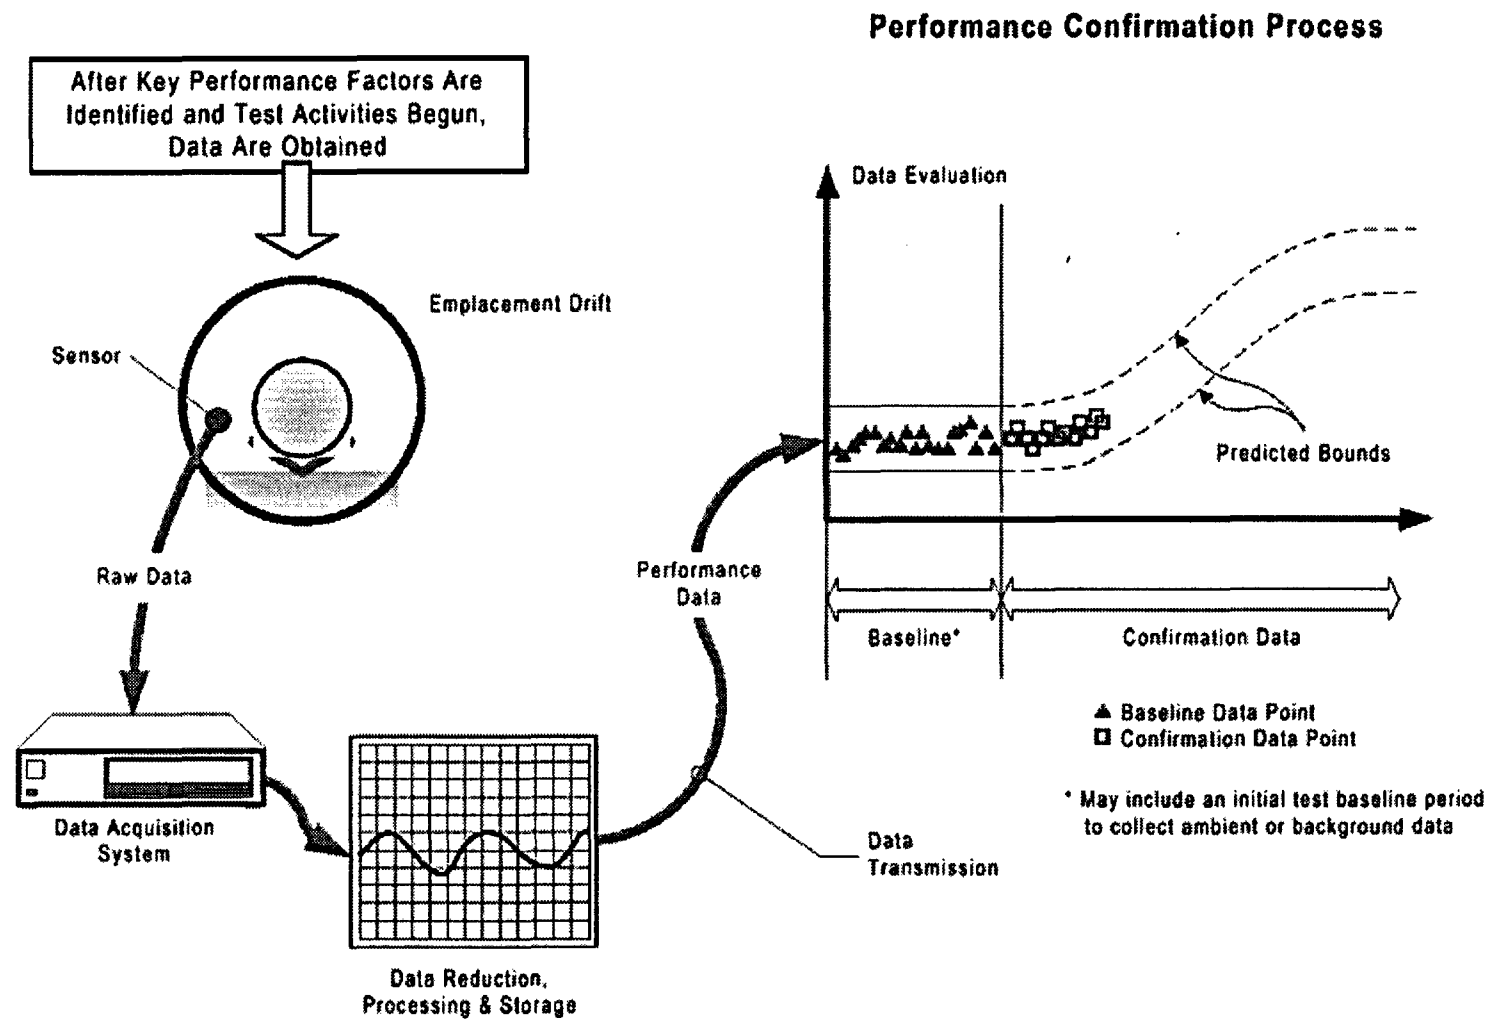 Performance Confirmation Process
After Key Performance Factors Are
Identified and Test Activities Begun,
Data Are Obtained
Emplacement Drift
Sensor
Raw Data
Data Acquisition
System
Data Reduction,
Processing & Storage
Performance
Data
Data
Transmission
Data Evaluation
Predicted Bounds
Baseline*
Confirmation Data
Baseline Data Point
Confirmation Data Point
* May include an initial test baseline period
to collect ambient or background data